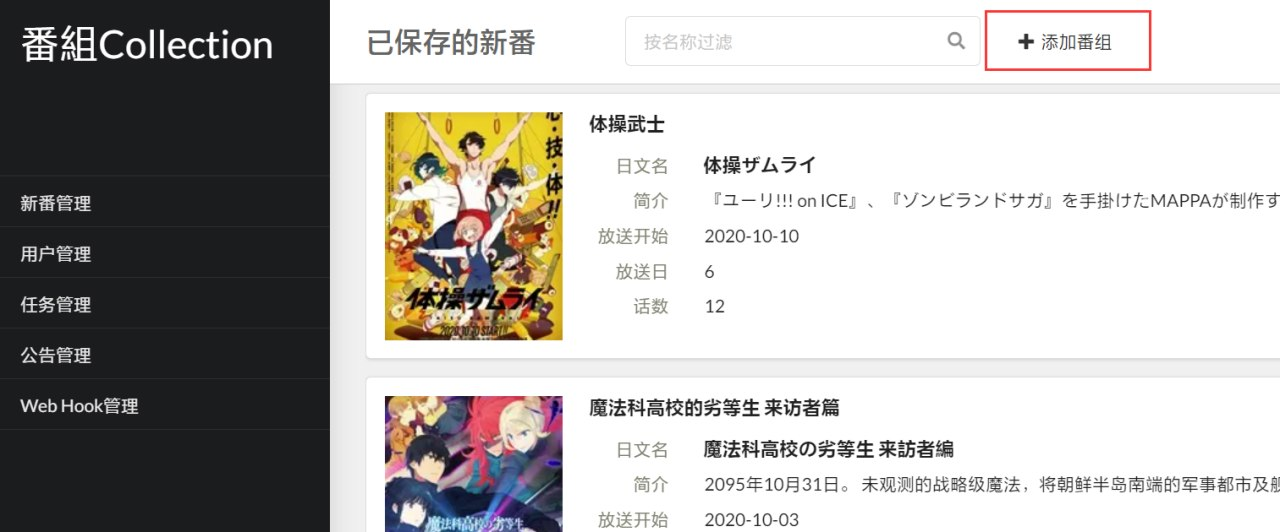 番組Collection
新番管理
用户管理
任务管理
公告管理
Web Hook管理
已保存的新番
按名称过滤
添加番组
心・技・体!!
体操ザムライ
2020.10.10 START!!
体操武士
日文名 体操ザムライ
简介 『ユーリ!!! on ICE』、『ゾンビランドサガ』を手掛けたMAPPAが制作す
放送开始 2020-10-10
放送日 6
话数 12
魔法科高校の劣等生
魔法科高校的劣等生 来访者篇
日文名 魔法科高校の劣等生 来訪者編
简介 2095年10月31日。 未观测的战略级魔法，将朝鲜半岛南端的军事都市及舰
放送开始 2020-10-03